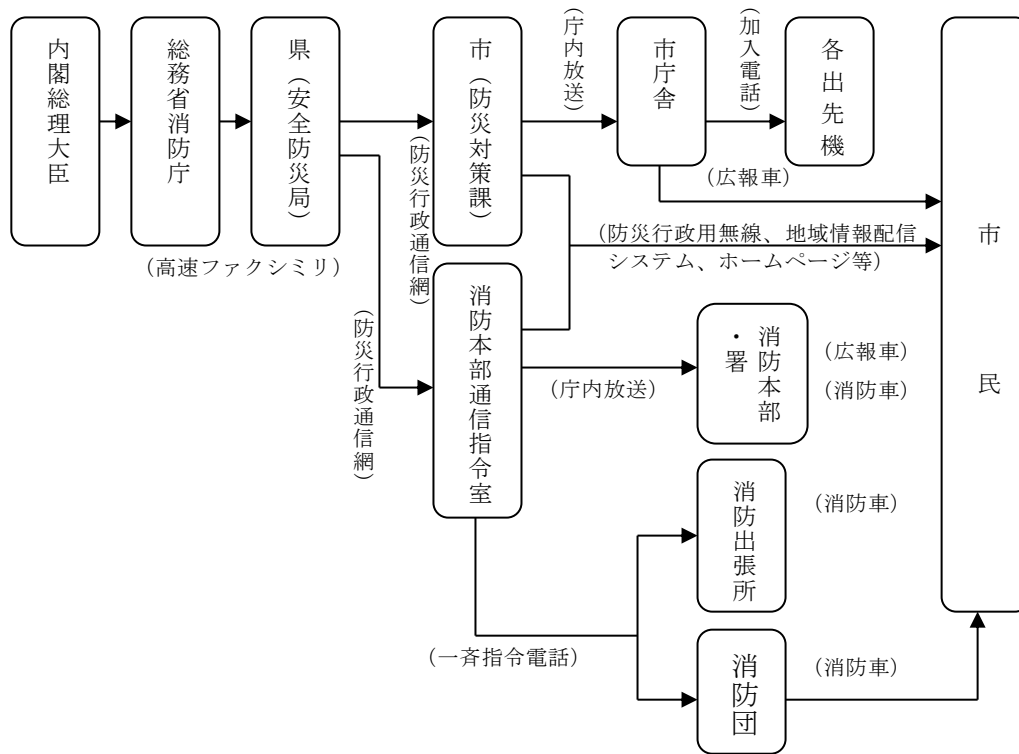 内閣総理大臣
総務省消防庁
県（安全防災局）
（高速ファクシミリ）
（防災行政通信網）
（防災行政通信網）
市（防災対策課）
（庁内放送）
市庁舎
（加入電話）
各出先機
（広報車）
（防災行政用無線、地域情報配信
システム、ホームページ等）
市民
消防本部通信指令室
（庁内放送）
消防本部
・署
（広報車）
（消防車）
消防出張所
（消防車）
（一斉指令電話）
消防団
（消防車）